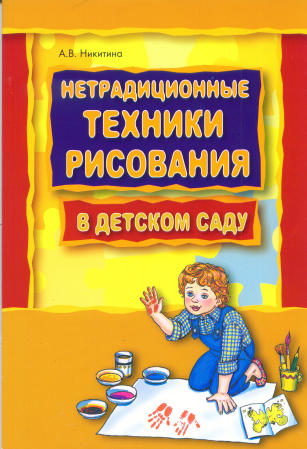 А.В. Никитина
НЕТРАДИЦИОННЫЕ
ТЕХНИКИ
РИСОВАНИЯ
В ДЕТСКОМ САДУ